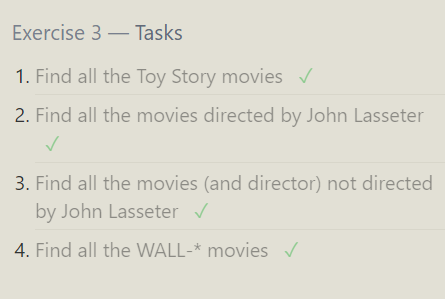 Exercise 3 — Tasks
1. Find all the Toy Story movies ✓
2. Find all the movies directed by John Lasseter
✓
3. Find all the movies (and director) not directed
by John Lasseter ✓
4. Find all the WALL-* movies ✓